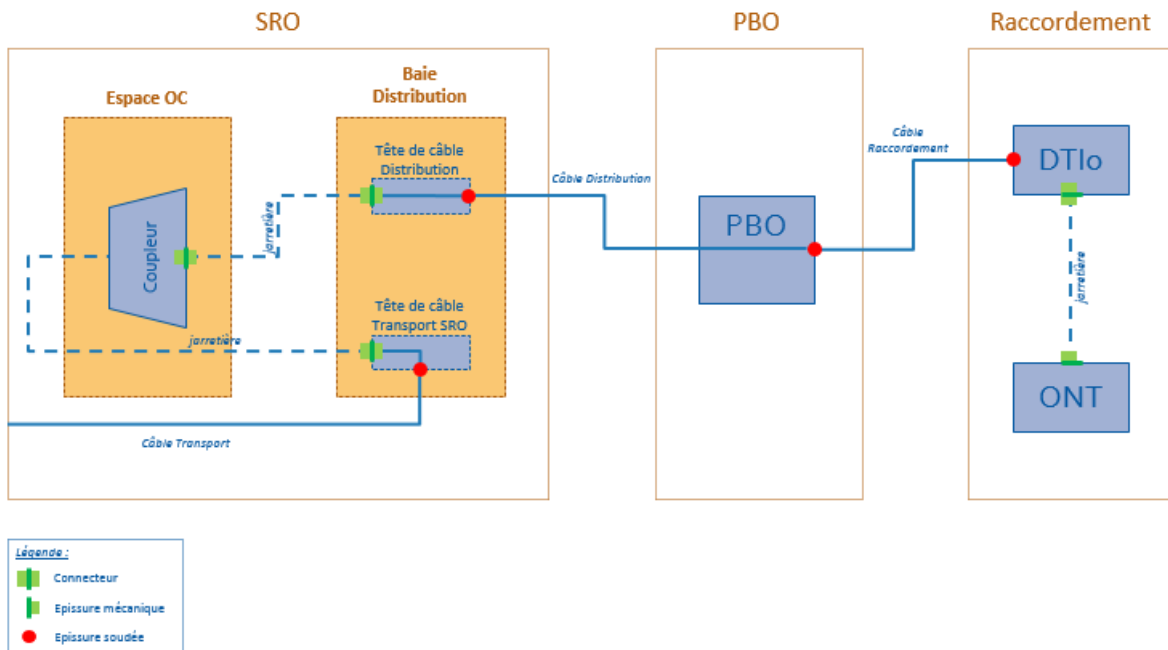 SRO
PBO
Raccordement
Espace OC
Baie
Distribution
Tête de câble
Distribution
Câble
Raccordement
DTIo
Câble Distribution
jarretière
PBO
Coupleur
Tête de câble
Transport SRO
jarretière
jarretière
ONT
Câble Transport
Légende :
Connecteur
Epissure mécanique
Epissure soudée